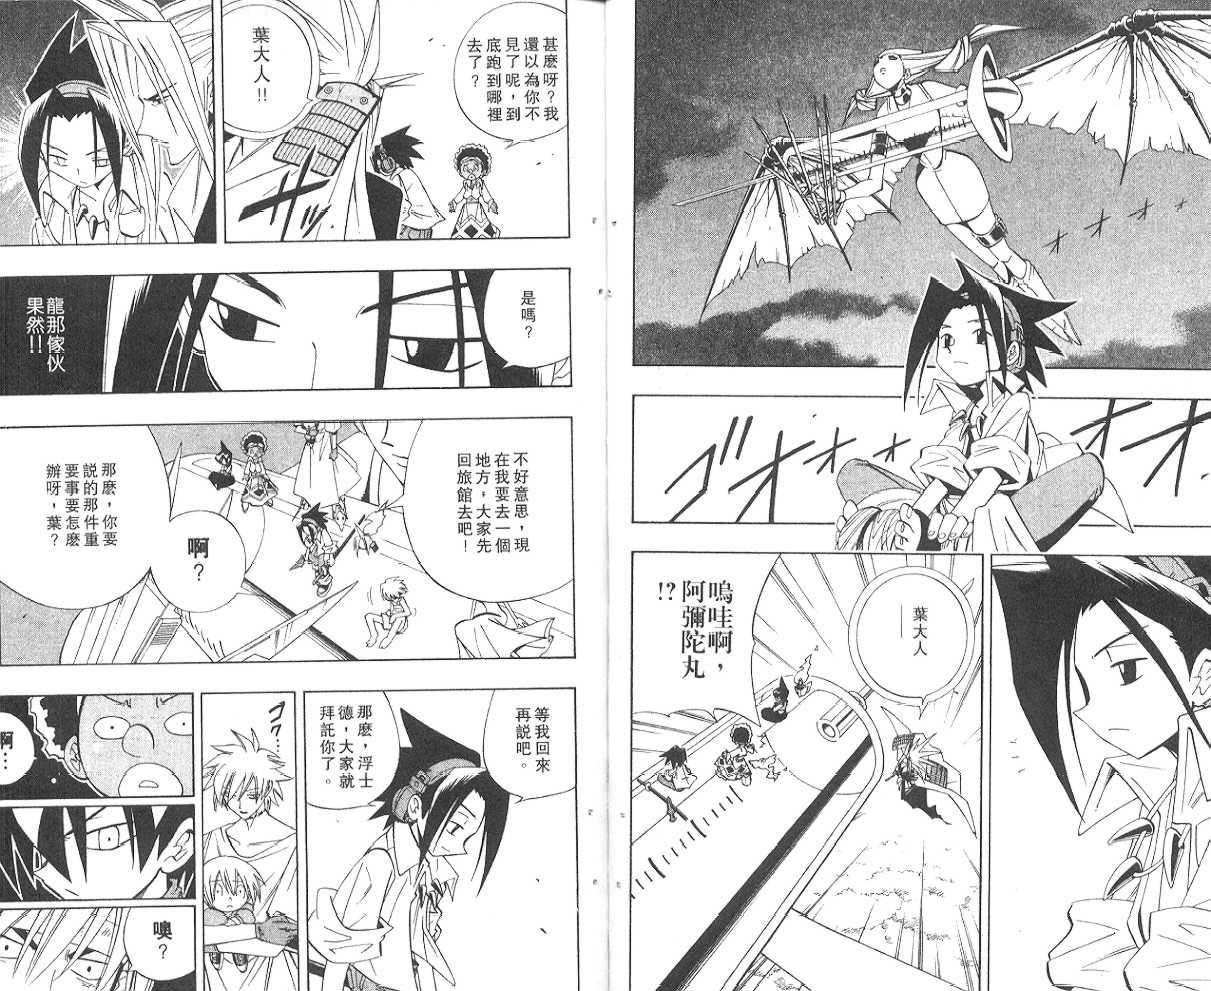 ゴオオオオ
オオオオ
葉大人
——
嗚哇啊，
阿彌陀丸
!?
甚麼呀？我
還以為你不
見了呢，到
底跑到哪裡
去了？
葉大人!!
是嗎？
龍那傢伙
果然!!
不好意思，現
在我要去一個
地方，大家先
回旅館去吧！
啊？
那麼，你要
說的那件重
要事要怎麼
辦呀，葉？
等我回來
再說吧。
那麼，浮士
德，大家就
拜託你了。
啊…
噢？